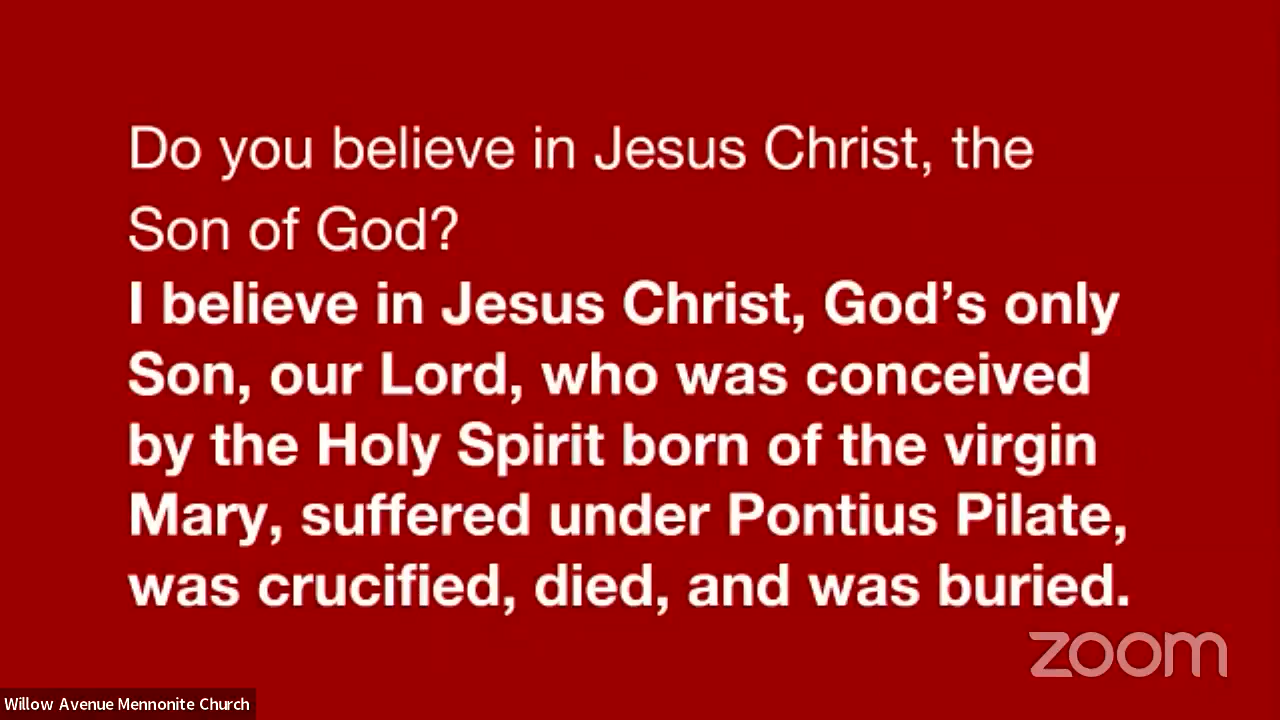 Do you believe in Jesus Christ, the
Son of God?
I believe in Jesus Christ, God’s only
Son, our Lord, who was conceived
by the Holy Spirit born of the virgin
Mary, suffered under Pontius Pilate,
was crucified, died, and was buried.
zoom
Willow Avenue Mennonite Church